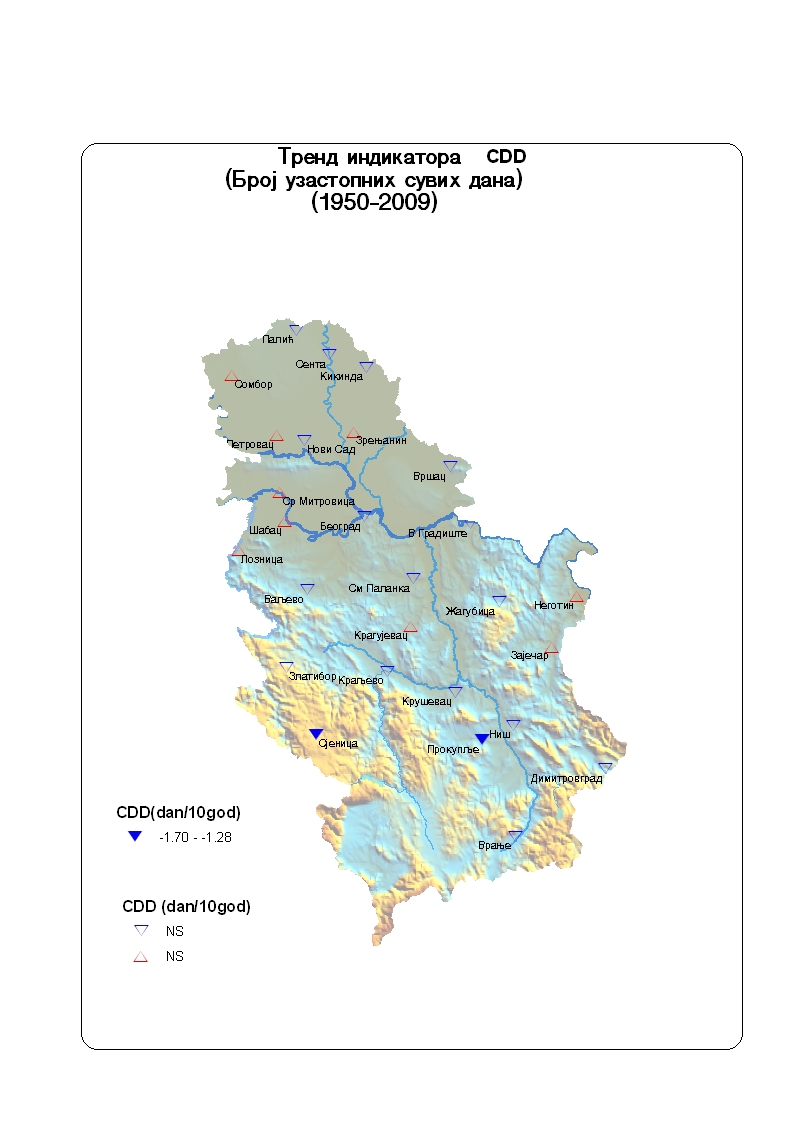 Тренд индикатора CDD
(Број узастопних сувих дана)
(1950-2009)
Палић
Сента
Кикинда
Сомбор
Петровац
Нови Сад
Зрењанин
Вршац
Ср Митровица
Шабац
Београд
В Градиште
Лозница
Ваљево
См Паланка
Жагубица
Неготин
Крагујевац
Зајечар
Златибор
Краљево
Крушевац
Сјеница
Прокупље
Ниш
Димитровград
Врање
CDD(dan/10god)
-1.70 - -1.28
CDD (dan/10god)
NS
NS